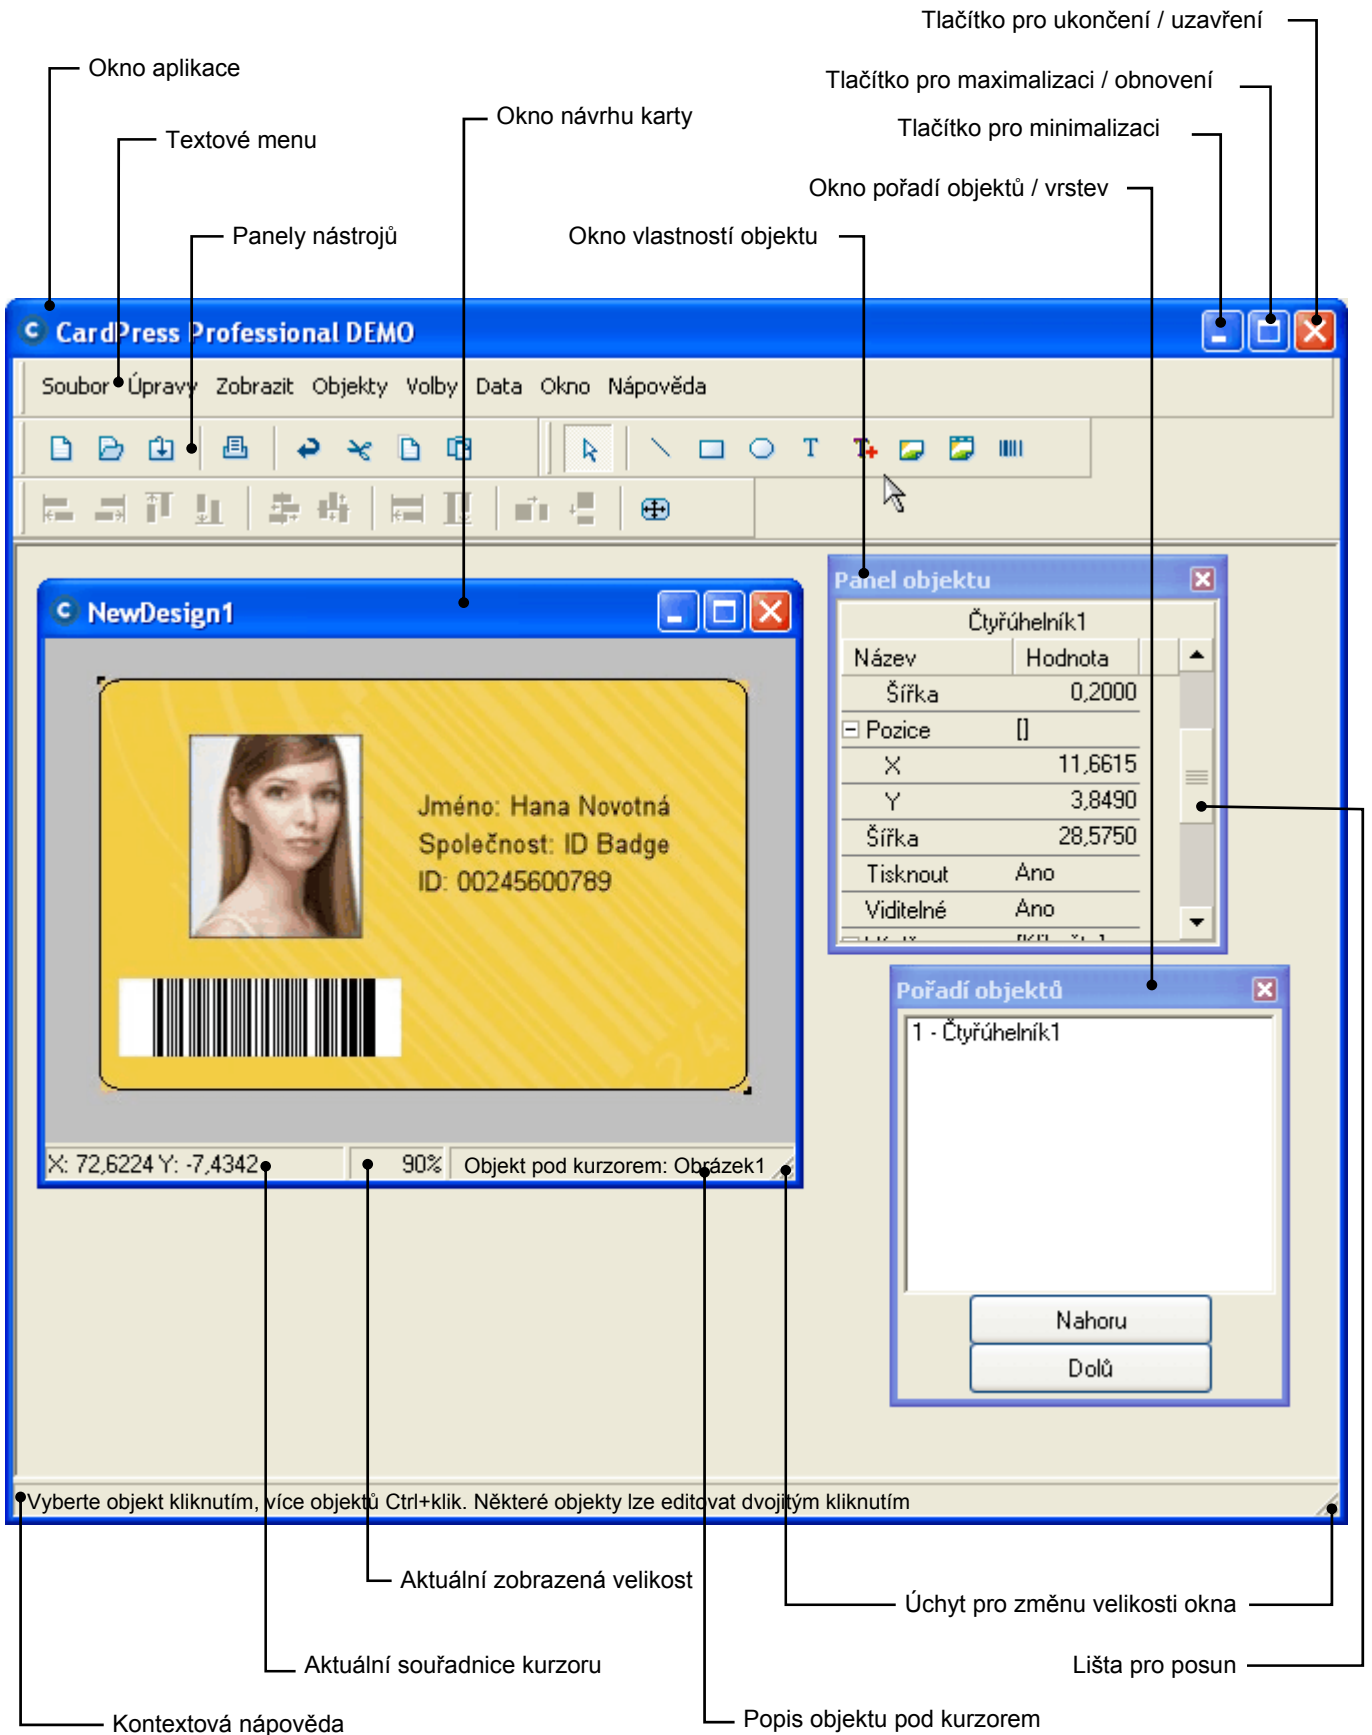 Tlačítko pro ukončení / uzavření
Okno aplikace
Tlačítko pro maximalizaci / obnovení
Okno návrhu karty
Tlačítko pro minimalizaci
Textové menu
Okno pořadí objektů / vrstev
Panely nástrojů
Okno vlastností objektu
CardPress Professional DEMO
Soubor Úpravy Zobrazit Objekty Volby Data Okno Nápověda
Panel objektu
NewDesign1
Čtyřúhelník1
Název Hodnota
Šířka 0,2000
Pozice []
X 11,6615
Y 3,8490
Šířka 28,5750
Tisknout Ano
Viditelné Ano
Jméno: Hana Novotná
Společnost: ID Badge
ID: 00245600789
Pořadí objektů
1 - Čtyřúhelník1
X: 72,6224 Y: -7,4342 90% Objekt pod kurzorem: Obrázek1
Nahoru
Dolů
Vyberte objekt kliknutím, více objektů Ctrl+klik. Některé objekty lze editovat dvojitým kliknutím
Aktuální zobrazená velikost
Úchyt pro změnu velikosti okna
Aktuální souřadnice kurzoru
Lišta pro posun
Kontextová nápověda
Popis objektu pod kurzorem